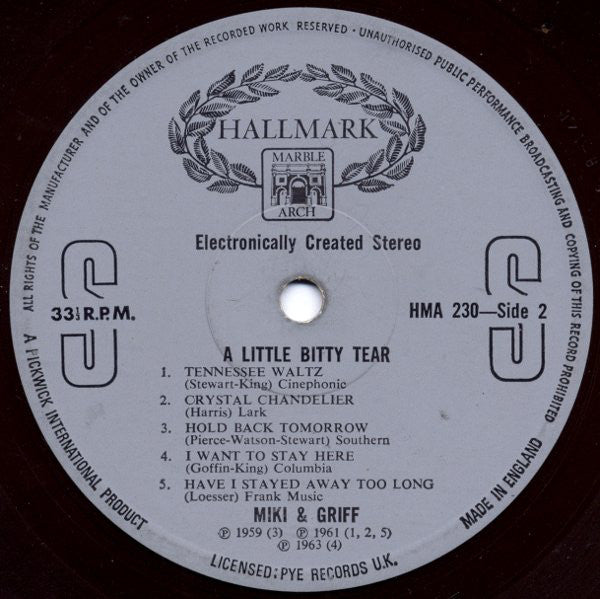 ALL RIGHTS OF THE MANUFACTURER AND OF THE OWNER OF THE RECORDED WORK RESERVED · UNAUTHORISED PUBLIC PERFORMANCE BROADCASTING AND COPYING OF THIS RECORD PROHIBITED
HALLMARK
MARBLE
ARCH
Electronically Created Stereo
S S
33⅓ R.P.M.
HMA 230—Side 2
A LITTLE BITTY TEAR
1. TENNESSEE WALTZ
(Stewart-King) Cinephonic
2. CRYSTAL CHANDELIER
(Harris) Lark
3. HOLD BACK TOMORROW
(Pierce-Watson-Stewart) Southern
4. I WANT TO STAY HERE
(Goffin-King) Columbia
5. HAVE I STAYED AWAY TOO LONG
(Loesser) Frank Music
MIKI & GRIFF
℗ 1959 (3) ℗ 1961 (1, 2, 5)
℗ 1963 (4)
A PICKWICK INTERNATIONAL PRODUCT
LICENSED: PYE RECORDS U.K.
MADE IN ENGLAND